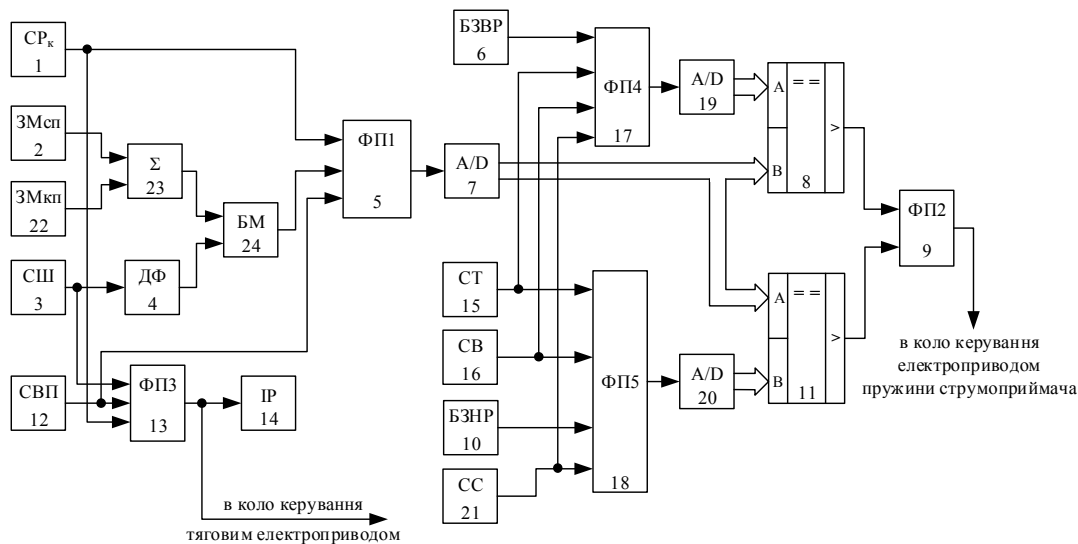 СРк
1
ЗМсп
2
ЗМкп
22
СШ
3
СВП
12
Σ
23
ДФ
4
БМ
24
ФП3
13
ІР
14
в коло керування
тяговим електроприводом
ФП1
5
A/D
7
БЗВР
6
СТ
15
СВ
16
БЗНР
10
СС
21
ФП4
17
ФП5
18
A/D
19
A/D
20
A
B
= =
>
8
A
B
= =
>
11
ФП2
9
в коло керування
електроприводом
пружини струмоприймача